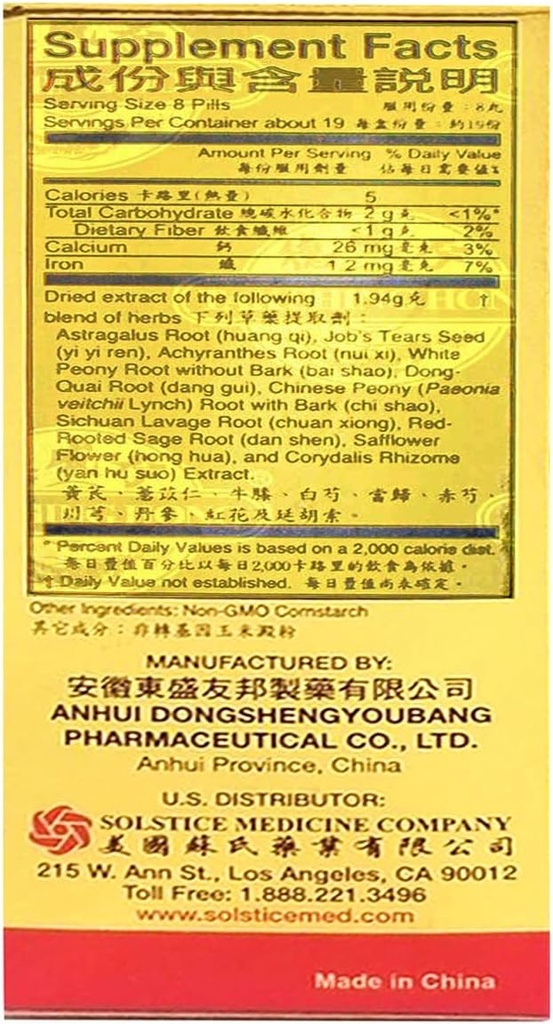 Supplement Facts
成份與含量説明
Serving Size 8 Pills 服用份量：8丸
Servings Per Container about 19 每盒份量：約19份
Amount Per Serving % Daily Value
每份服用劑量 佔每日需要值%
Calories 卡路里(熱量) 5
Total Carbohydrate 總碳水化合物 2 g 克 <1%*
Dietary Fiber 飲食纖維 <1 g 克 2%
Calcium 鈣 26 mg 毫克 3%
Iron 鐵 1.2 mg 毫克 7%
Dried extract of the following 1.94g克 †
blend of herbs 下列草藥提取劑：
Astragalus Root (huang qi), Job's Tears Seed
(yi yi ren), Achyranthes Root (nui xi), White
Peony Root without Bark (bai shao), Dong-
Quai Root (dang gui), Chinese Peony (Paeonia
veitchii Lynch) Root with Bark (chi shao),
Sichuan Lavage Root (chuan xiong), Red-
Rooted Sage Root (dan shen), Safflower
Flower (hong hua), and Corydalis Rhizome
(yan hu suo) Extract.
黃芪、薏苡仁、牛膝、白芍、當歸、赤芍、
川芎、丹參、紅花及延胡索。
* Percent Daily Values is based on a 2,000 calorie diet.
每日量值百分比以每日2,000卡路里的飲食為依據。
† Daily Value not established. 每日量值尚未確定。
Other Ingredients: Non-GMO Cornstarch
其它成分：非轉基因玉米澱粉
MANUFACTURED BY:
安徽東盛友邦製藥有限公司
ANHUI DONGSHENGYOUBANG
PHARMACEUTICAL CO., LTD.
Anhui Province, China
U.S. DISTRIBUTOR:
SOLSTICE MEDICINE COMPANY
美國蘇氏藥業有限公司
215 W. Ann St., Los Angeles, CA 90012
Toll Free: 1.888.221.3496
www.solsticemed.com
Made in China